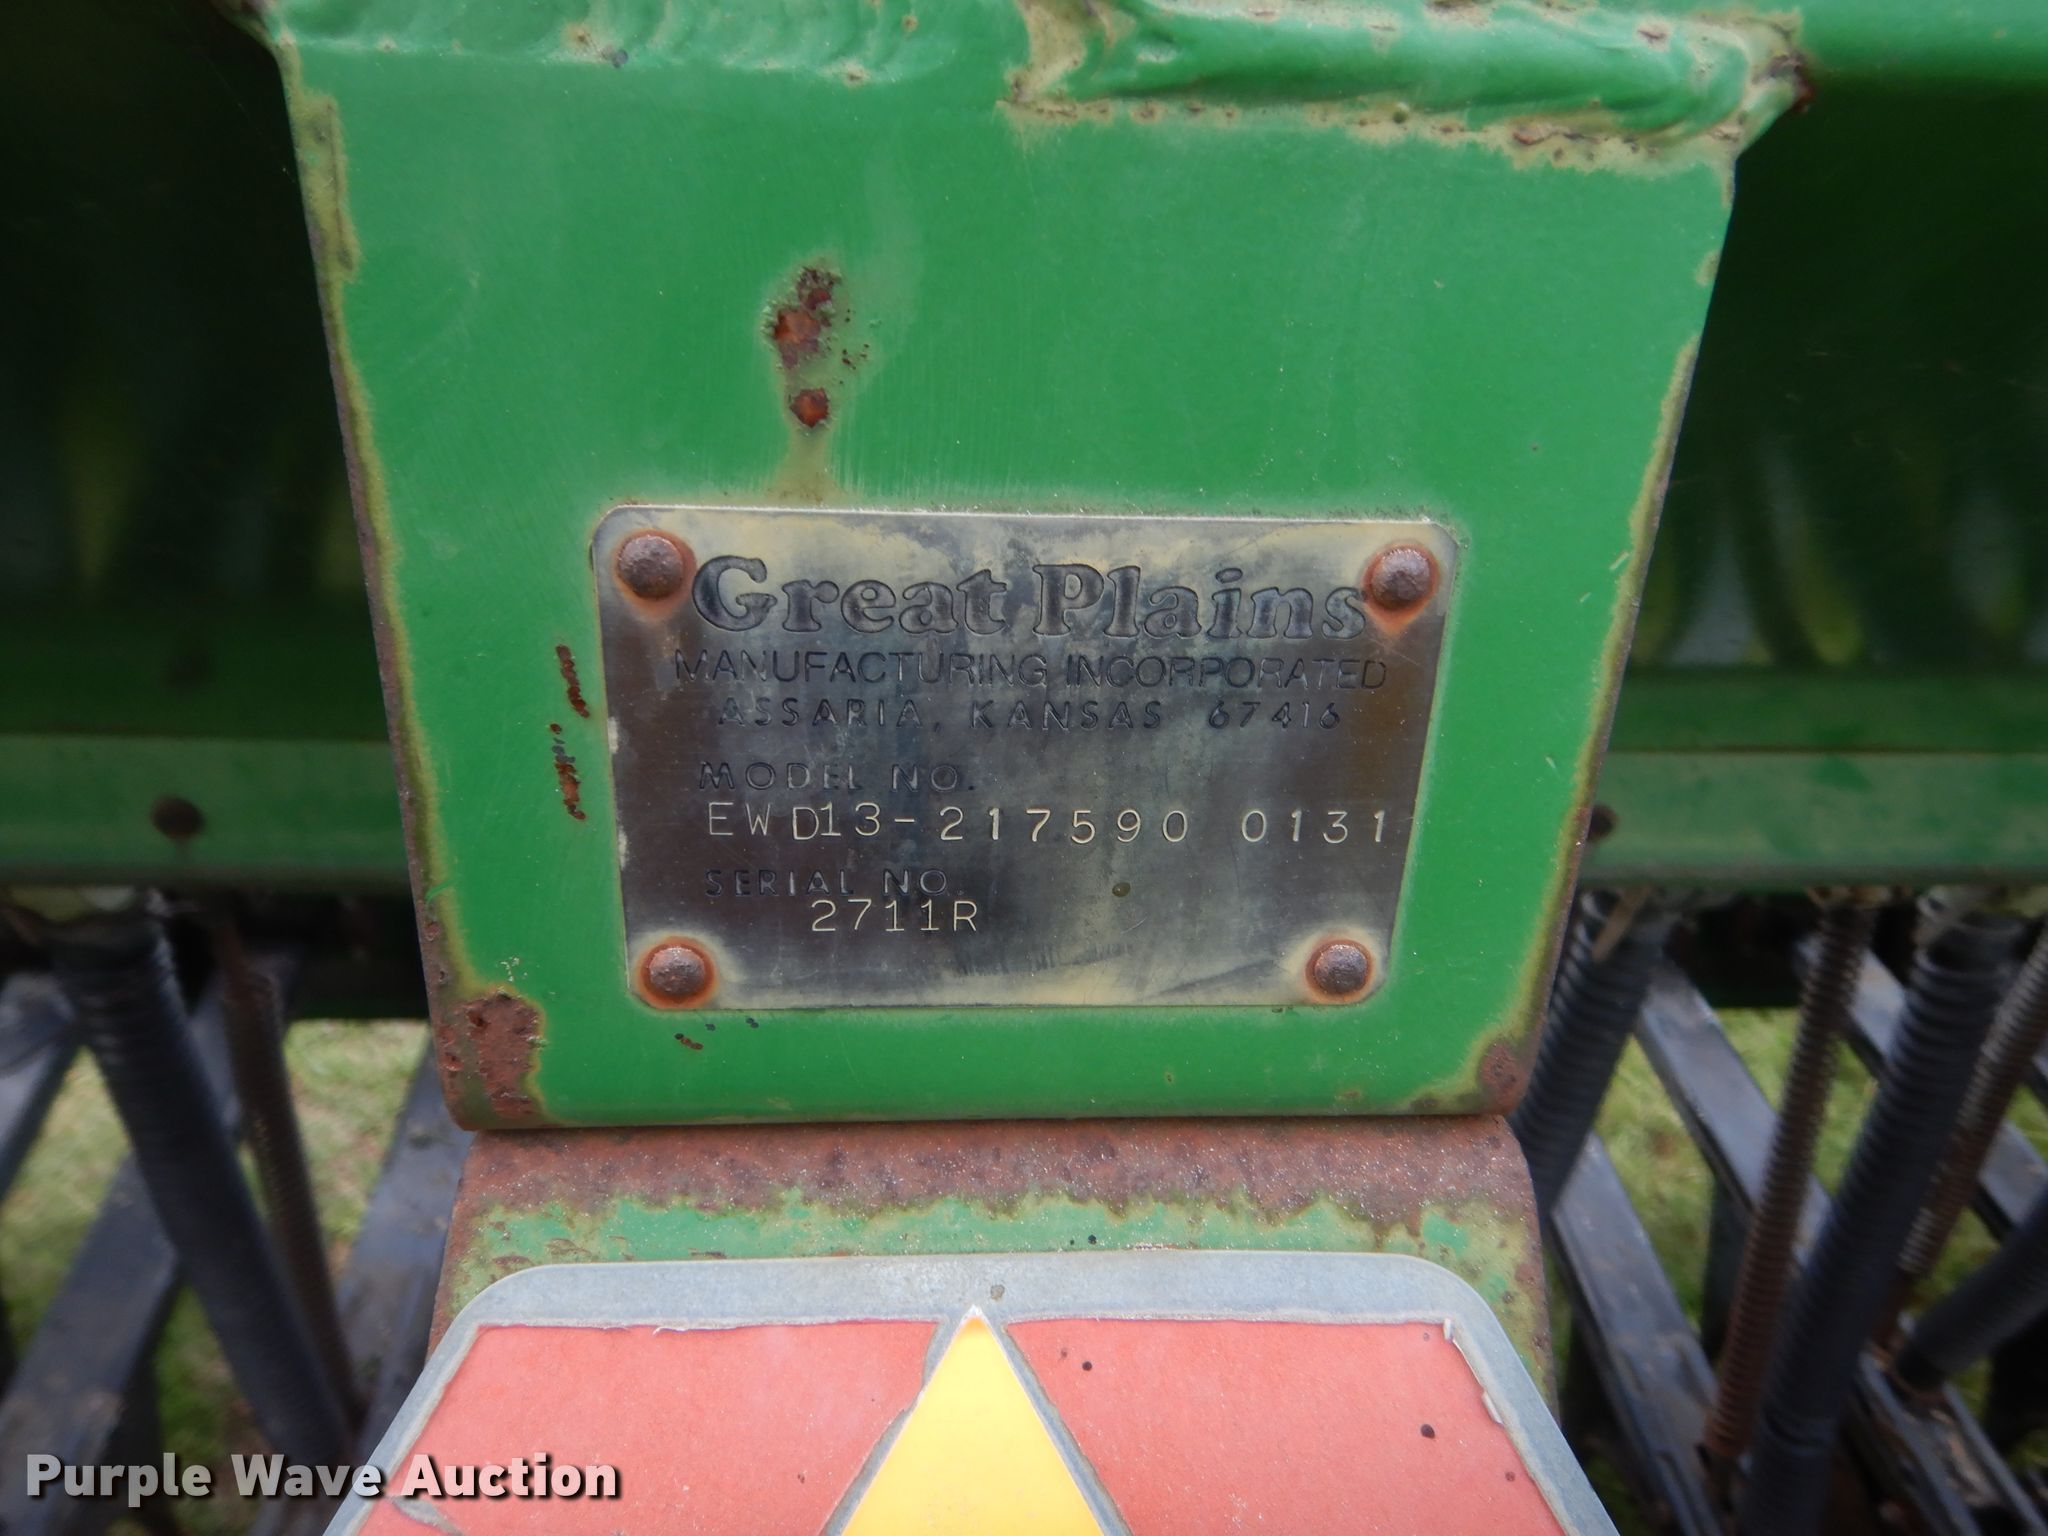 Great Plains
MANUFACTURING INCORPORATED
ASSARIA, KANSAS 67416
MODEL NO.
EWD13-217590 0131
SERIAL NO.
2711R
Purple Wave Auction